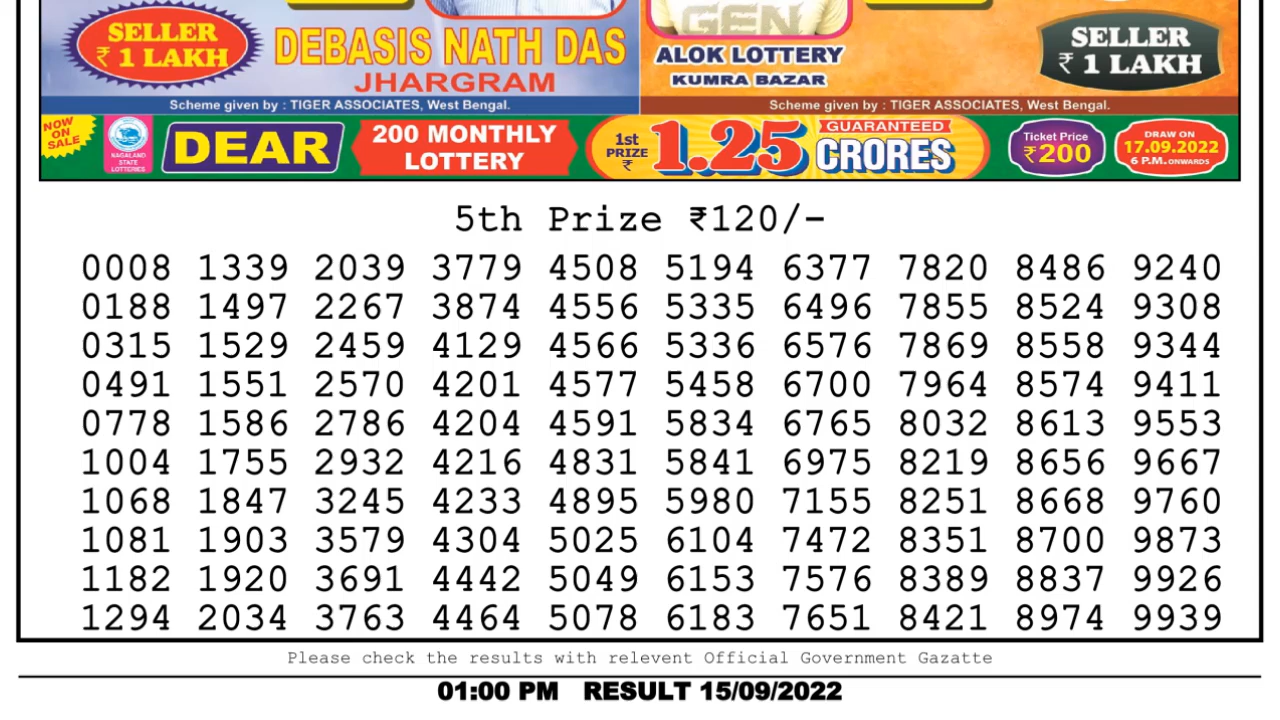 SELLER
₹ 1 LAKH
DEBASIS NATH DAS
JHARGRAM
GEN
ALOK LOTTERY
KUMRA BAZAR
SELLER
₹ 1 LAKH
Scheme given by : TIGER ASSOCIATES, West Bengal.
Scheme given by : TIGER ASSOCIATES, West Bengal.
NOW
ON
SALE
NAGALAND
STATE
LOTTERIES
DEAR
200 MONTHLY
LOTTERY
1st
PRIZE
₹
1.25
GUARANTEED
CRORES
Ticket Price
₹200
DRAW ON
17.09.2022
6 P.M. ONWARDS
5th Prize ₹120/-
0008 1339 2039 3779 4508 5194 6377 7820 8486 9240
0188 1497 2267 3874 4556 5335 6496 7855 8524 9308
0315 1529 2459 4129 4566 5336 6576 7869 8558 9344
0491 1551 2570 4201 4577 5458 6700 7964 8574 9411
0778 1586 2786 4204 4591 5834 6765 8032 8613 9553
1004 1755 2932 4216 4831 5841 6975 8219 8656 9667
1068 1847 3245 4233 4895 5980 7155 8251 8668 9760
1081 1903 3579 4304 5025 6104 7472 8351 8700 9873
1182 1920 3691 4442 5049 6153 7576 8389 8837 9926
1294 2034 3763 4464 5078 6183 7651 8421 8974 9939
Please check the results with relevent Official Government Gazatte
01:00 PM RESULT 15/09/2022